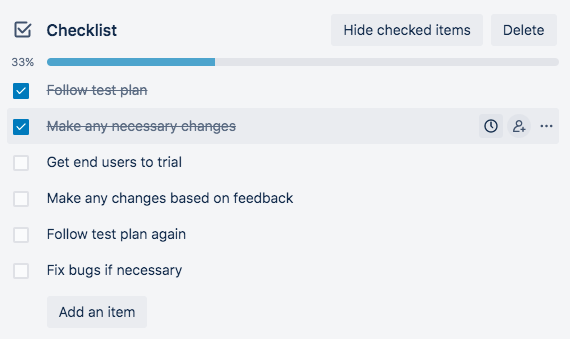 Checklist
Hide checked items
Delete
33%
Follow test plan
Make any necessary changes
Get end users to trial
Make any changes based on feedback
Follow test plan again
Fix bugs if necessary
Add an item